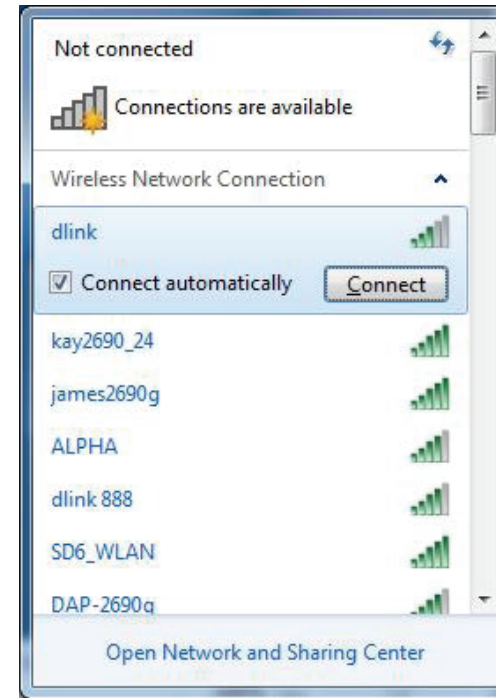 Not connected
Connections are available
Wireless Network Connection
dlink
Connect automatically
Connect
kay2690_24
james2690g
ALPHA
dlink 888
SD6_WLAN
DAP-2690g
Open Network and Sharing Center